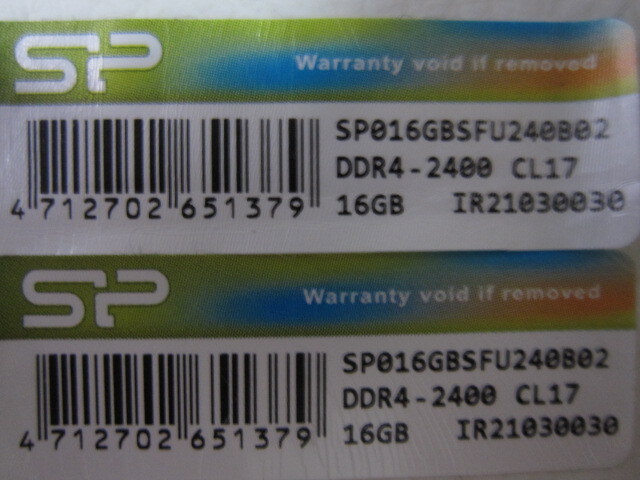 SP
Warranty void if removed
SP016GBSFU240B02
DDR4-2400 CL17
16GB IR21030030
4 712702 651379
SP
Warranty void if removed
SP016GBSFU240B02
DDR4-2400 CL17
16GB IR21030030
4 712702 651379